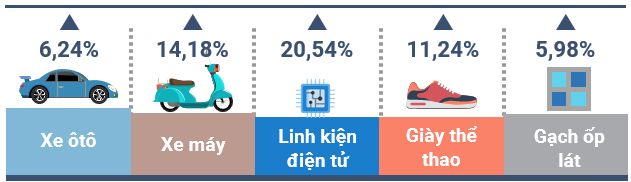 6,24% 14,18% 20,54% 11,24% 5,98%
Xe ôtô
Xe máy
Linh kiện
điện tử
Giày thể
thao
Gạch ốp
lát